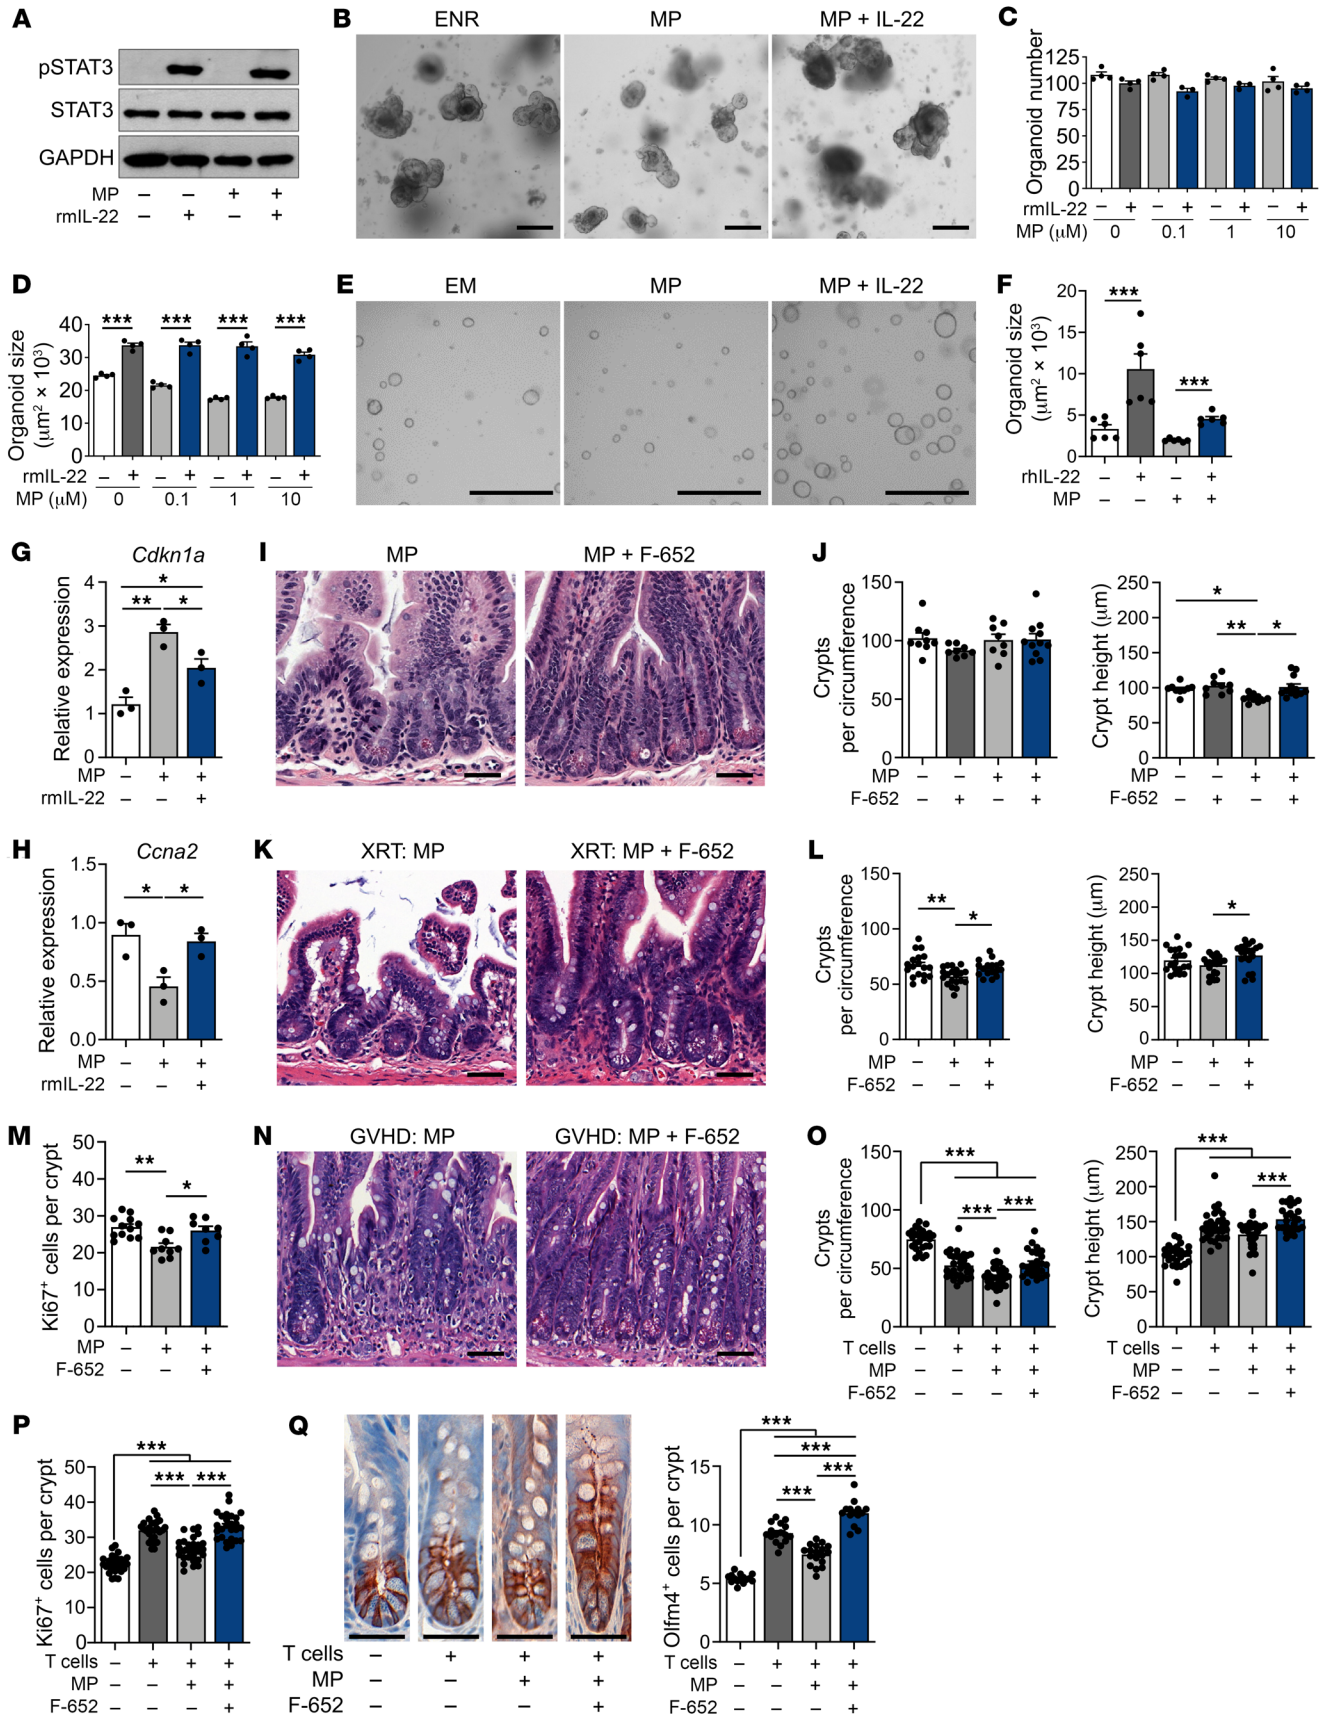 A
pSTAT3
STAT3
GAPDH
MP – – + +
rmIL-22 – + – +
B
ENR MP MP + IL-22
C
Organoid number
125
100
75
50
25
0
rmIL-22 – + – + – + – +
MP (μM) 0 0.1 1 10
D
Organoid size
(μm² × 10³)
40
30
20
10
0
*** *** *** ***
rmIL-22 – + – + – + – +
MP (μM) 0 0.1 1 10
E
EM MP MP + IL-22
F
Organoid size
(μm² × 10³)
20
15
10
5
0
*** ***
rhIL-22 – + – +
MP – – + +
G
Cdkn1a
Relative expression
4
3
2
1
0
*
** *
MP – + +
rmIL-22 – – +
I
MP MP + F-652
J
Crypts
per circumference
150
100
50
0
MP – – + +
F-652 – + – +
Crypt height (μm)
250
200
150
100
50
0
*
** *
MP – – + +
F-652 – + – +
H
Ccna2
Relative expression
1.5
1.0
0.5
0.0
* *
MP – + +
rmIL-22 – – +
K
XRT: MP XRT: MP + F-652
L
Crypts
per circumference
150
100
50
0
** *
MP – + +
F-652 – – +
Crypt height (μm)
250
200
150
100
50
0
*
MP – + +
F-652 – – +
M
Ki67⁺ cells per crypt
50
40
30
20
10
0
** *
MP – + +
F-652 – – +
N
GVHD: MP GVHD: MP + F-652
O
Crypts
per circumference
150
100
50
0
***
*** ***
T cells – + + +
MP – – + +
F-652 – – – +
Crypt height (μm)
250
200
150
100
50
0
***
***
T cells – + + +
MP – – + +
F-652 – – – +
P
Ki67⁺ cells per crypt
50
40
30
20
10
0
***
*** ***
T cells – + + +
MP – – + +
F-652 – – – +
Q
T cells – + + +
MP – – + +
F-652 – – – +
Olfm4⁺ cells per crypt
15
10
5
0
***
***
***
***
T cells – + + +
MP – – + +
F-652 – – – +